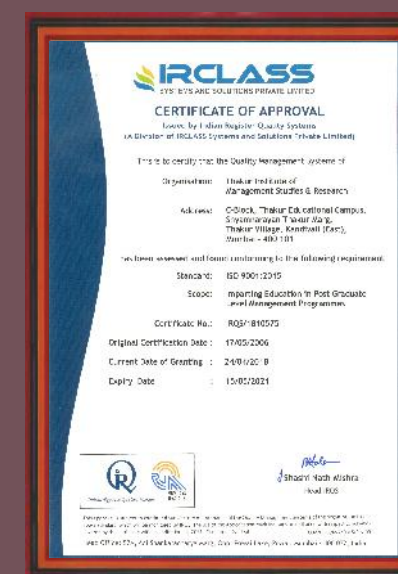 IRCLASS
SYSTEMS AND SOLUTIONS PRIVATE LIMITED
CERTIFICATE OF APPROVAL
Issued by Indian Register Quality Systems
(A Division of IRCLASS Systems and Solutions Private Limited)
This is to certify that the Quality Management Systems of
Organisation: Thakur Institute of
Management Studies & Research
Address: C-Block, Thakur Educational Campus,
Shyamnarayan Thakur Marg,
Thakur Village, Kandivali (East),
Mumbai - 400 101
has been assessed and found conforming to the following requirement
Standard: ISO 9001:2015
Scope: Imparting Education in Post Graduate
Level Management Programmes
Certificate No.: RQS/1810575
Original Certification Date : 17/05/2006
Current Date of Granting : 24/04/2018
Expiry Date : 15/05/2021
Shashi Nath Mishra
Head IRQS